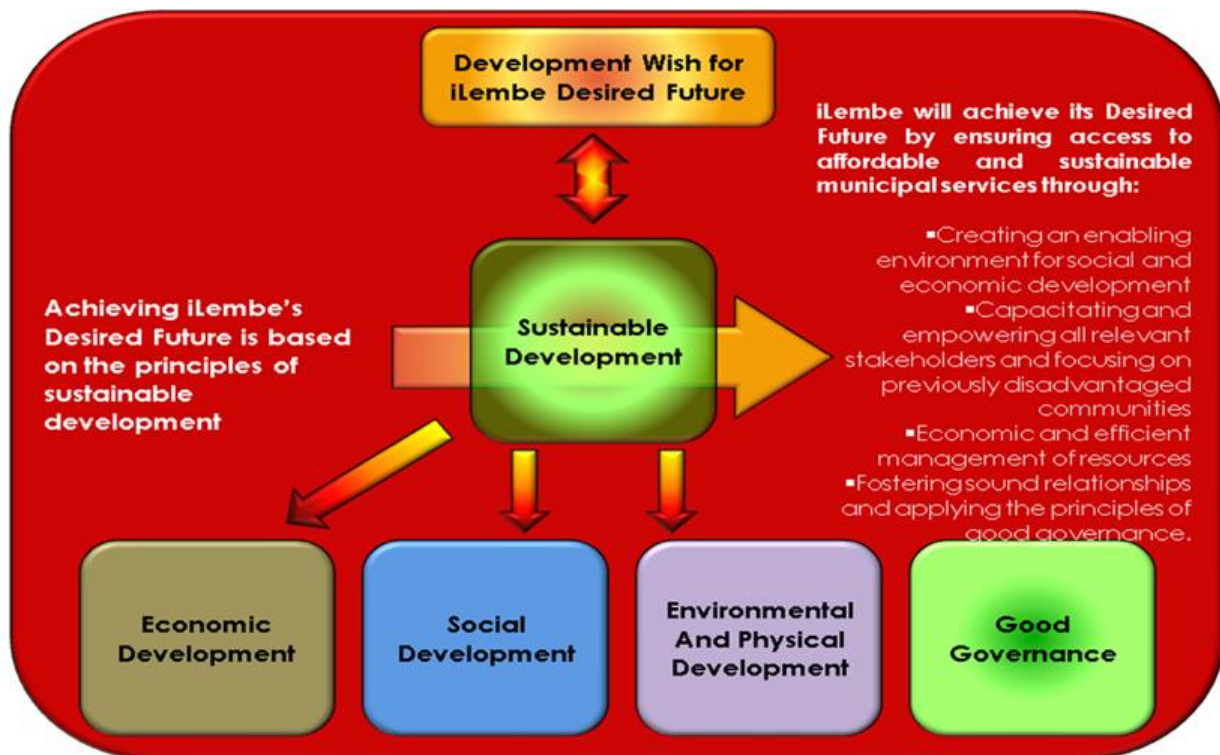 Development Wish for
iLembe Desired Future
iLembe will achieve its Desired
Future by ensuring access to
affordable and sustainable
municipal services through:
▪Creating an enabling
environment for social and
economic development
▪Capacitating and
empowering all relevant
stakeholders and focusing on
previously disadvantaged
communities
▪Economic and efficient
management of resources
▪Fostering sound relationships
and applying the principles of
good governance.
Sustainable
Development
Achieving iLembe's
Desired Future is based
on the principles of
sustainable
development
Economic
Development
Social
Development
Environmental
And Physical
Development
Good
Governance